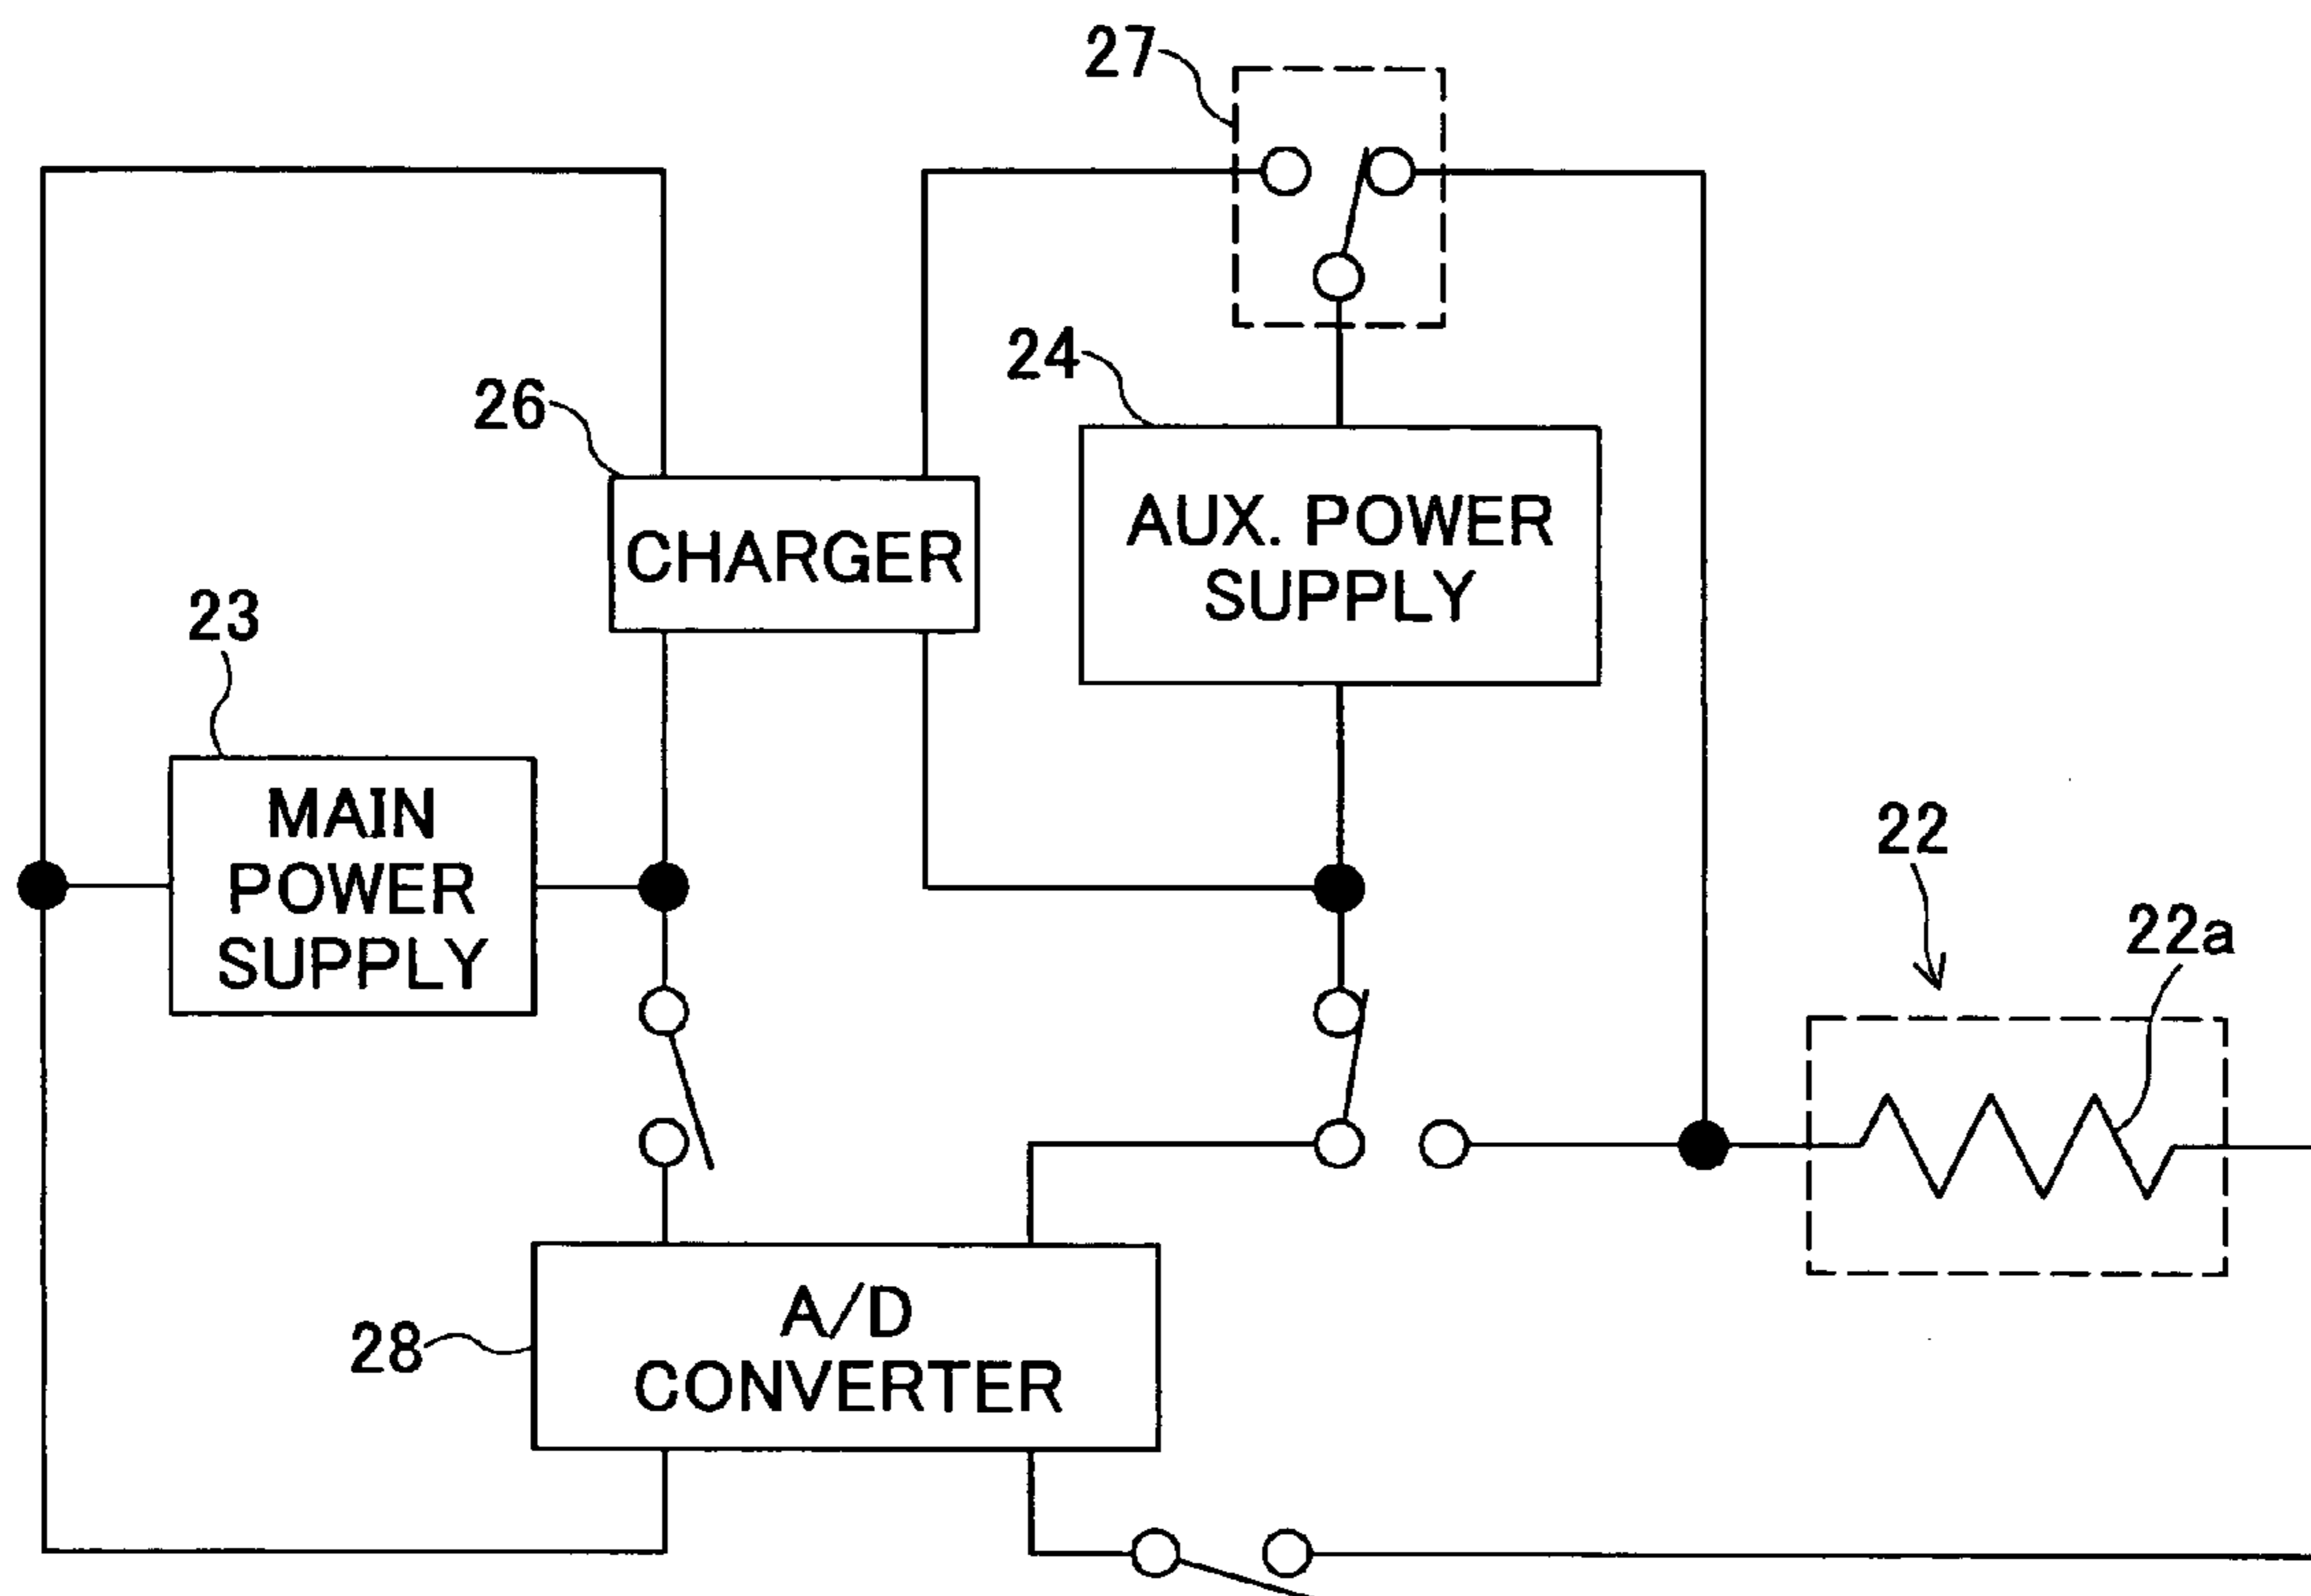 27
24
26
CHARGER
AUX. POWER
SUPPLY
23
MAIN
POWER
SUPPLY
22
22a
28
A/D
CONVERTER